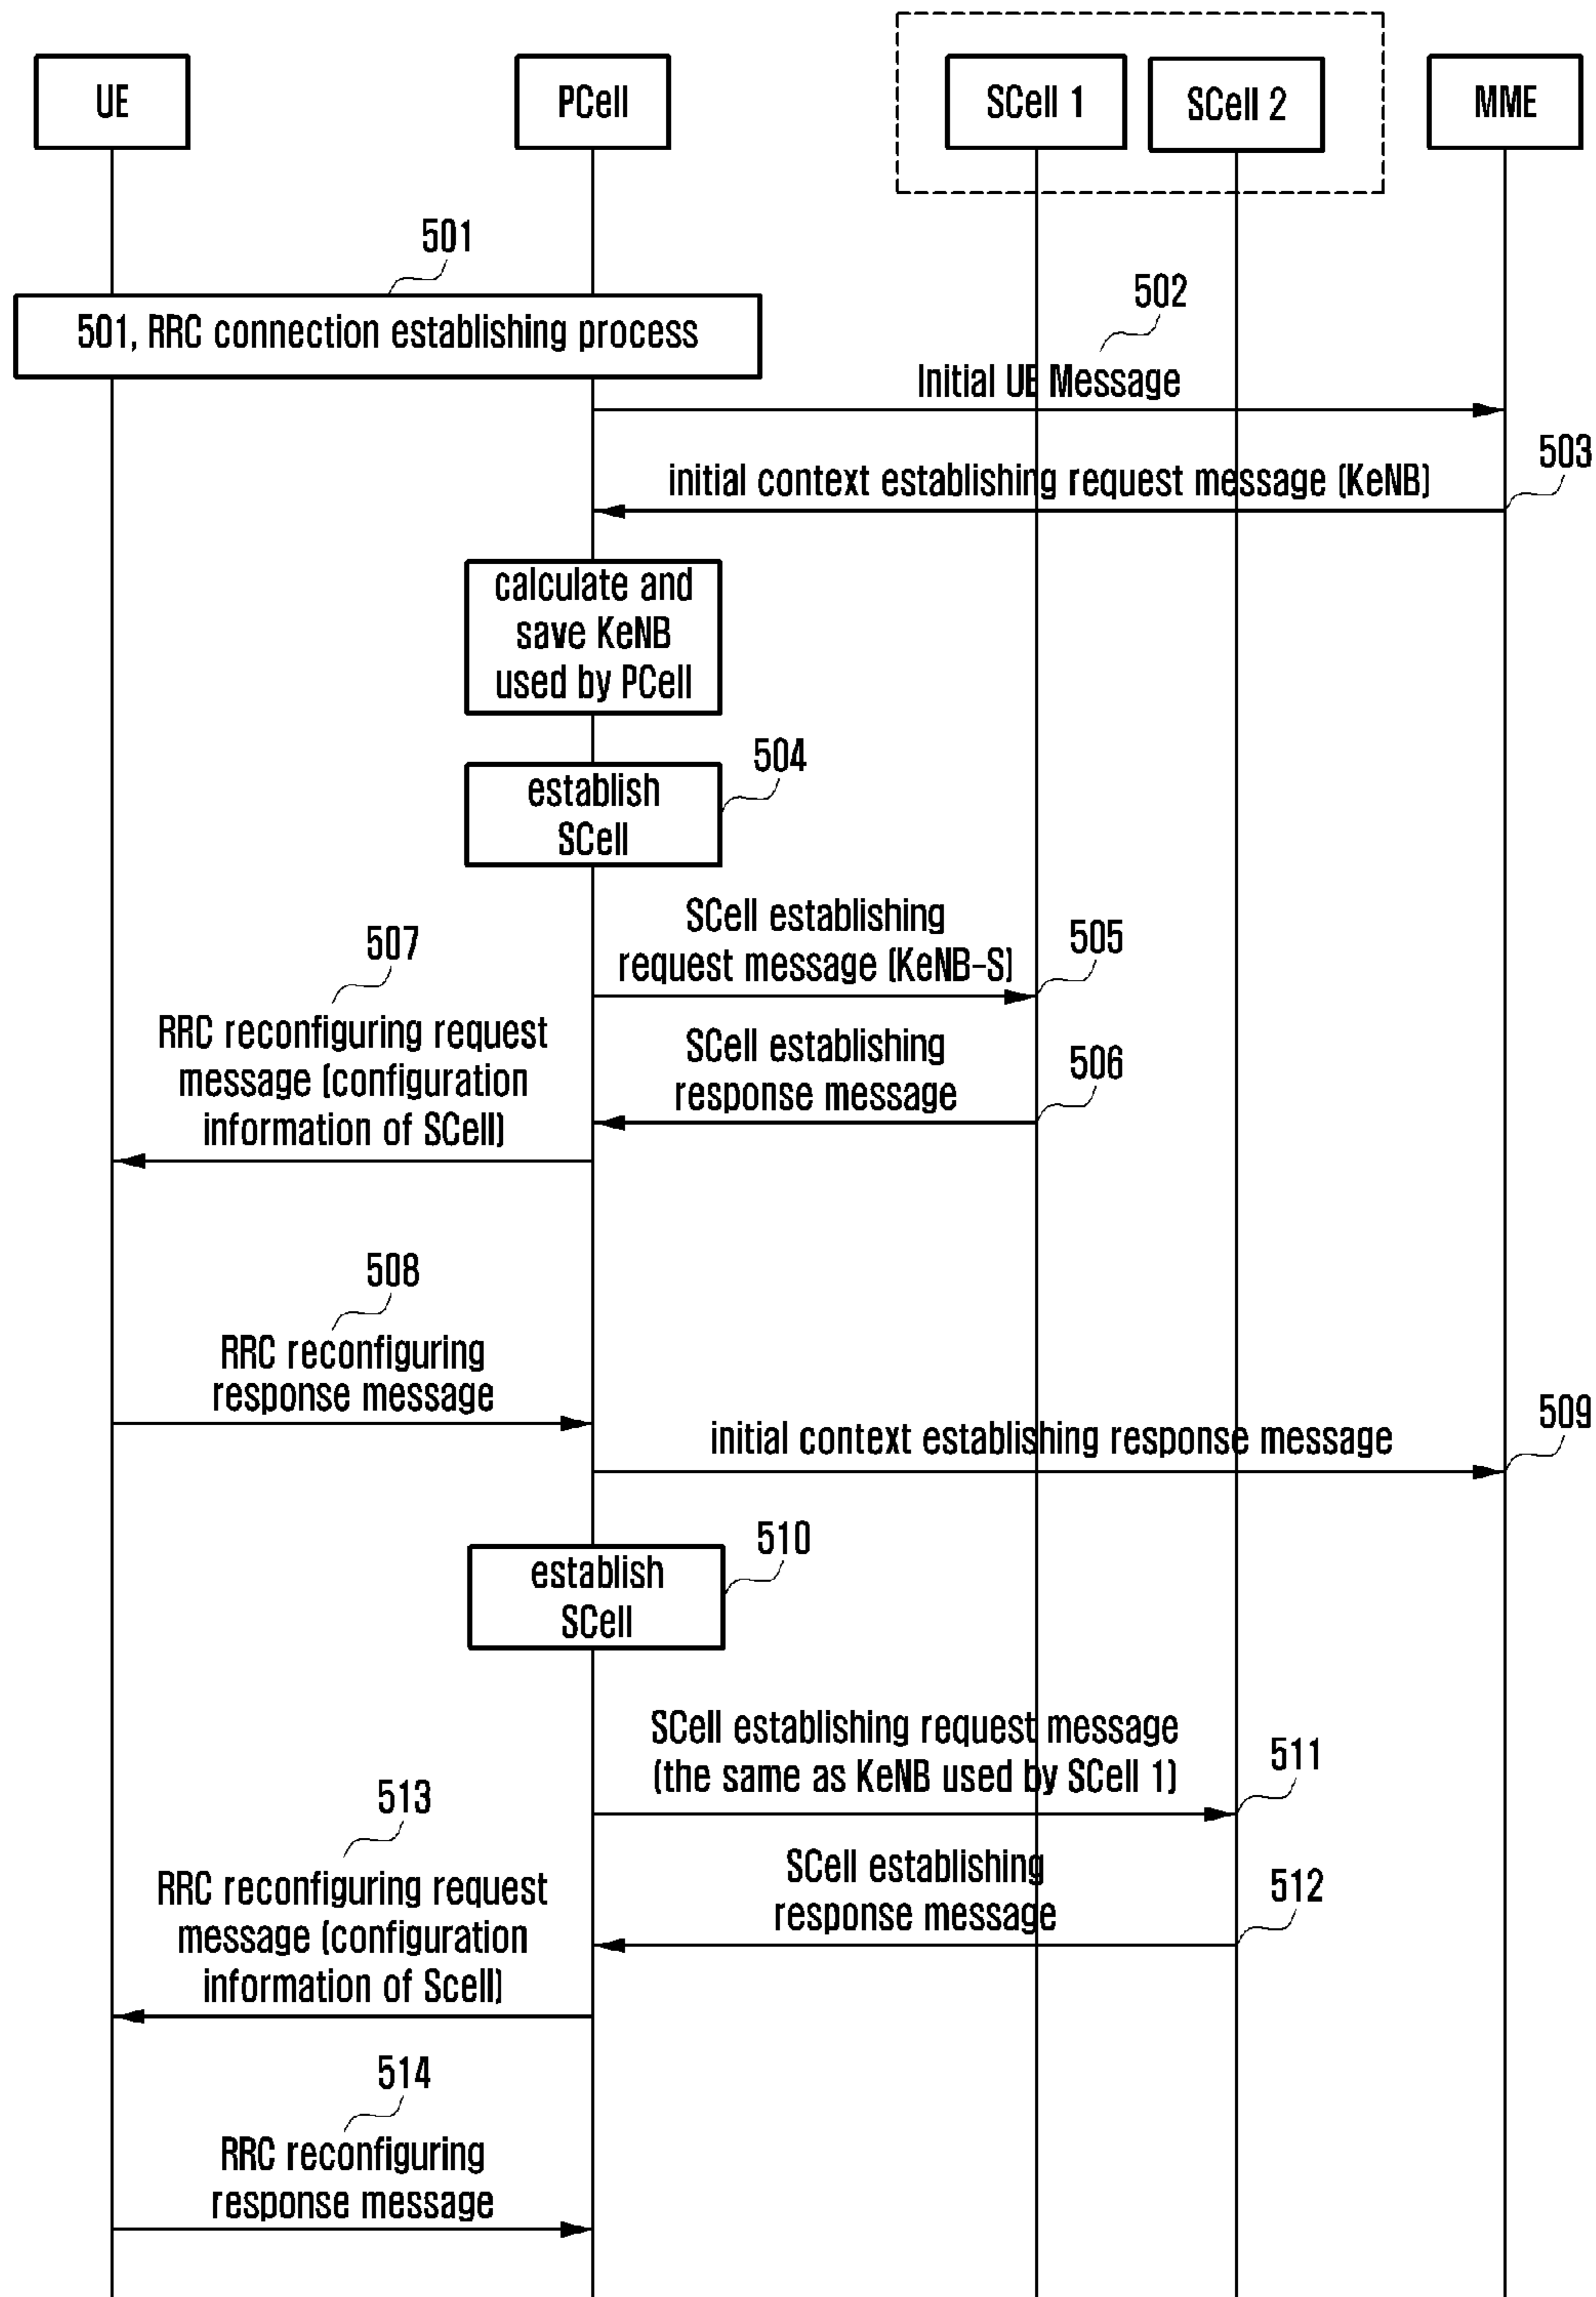 UE
PCell
SCell 1
SCell 2
MME
501
501, RRC connection establishing process
502
Initial UE Message
503
initial context establishing request message (KeNB)
calculate and
save KeNB
used by PCell
504
establish
SCell
SCell establishing
request message (KeNB-S)
505
507
RRC reconfiguring request
message (configuration
information of SCell)
SCell establishing
response message
506
508
RRC reconfiguring
response message
509
initial context establishing response message
510
establish
SCell
SCell establishing request message
(the same as KeNB used by SCell 1)
511
513
RRC reconfiguring request
message (configuration
information of Scell)
SCell establishing
response message
512
514
RRC reconfiguring
response message